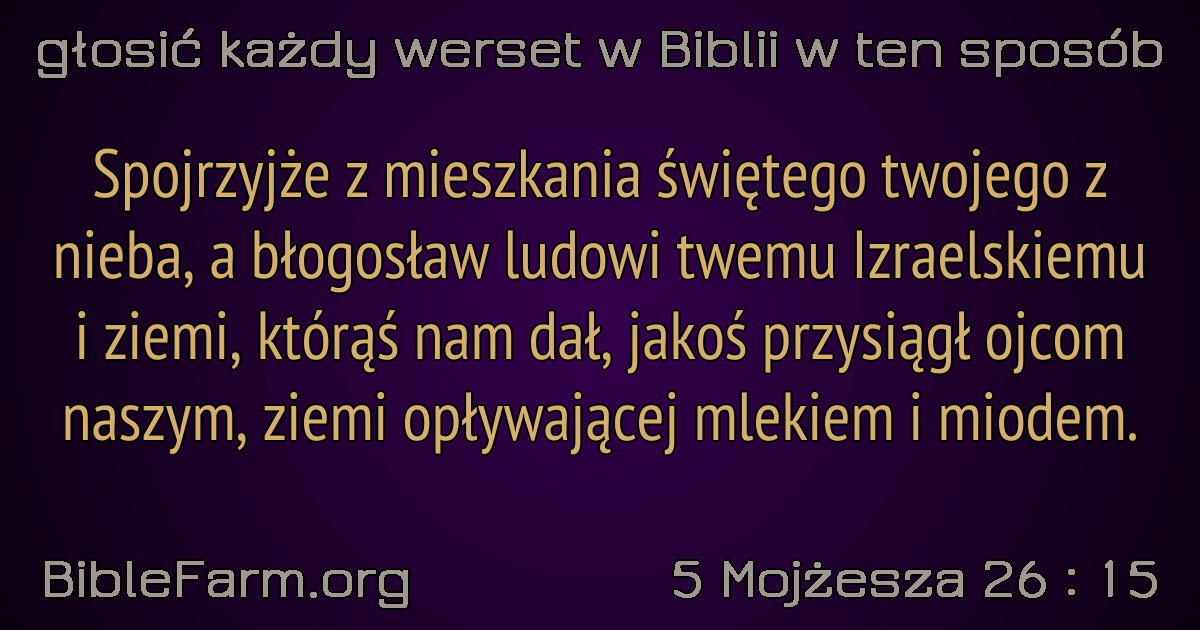 głosić każdy werset w Biblii w ten sposób
Spojrzyjże z mieszkania świętego twojego z
nieba, a błogosław ludowi twemu Izraelskiemu
i ziemi, którąś nam dał, jakoś przysiągł ojcom
naszym, ziemi opływającej mlekiem i miodem.
BibleFarm.org
5 Mojżesza 26 : 15